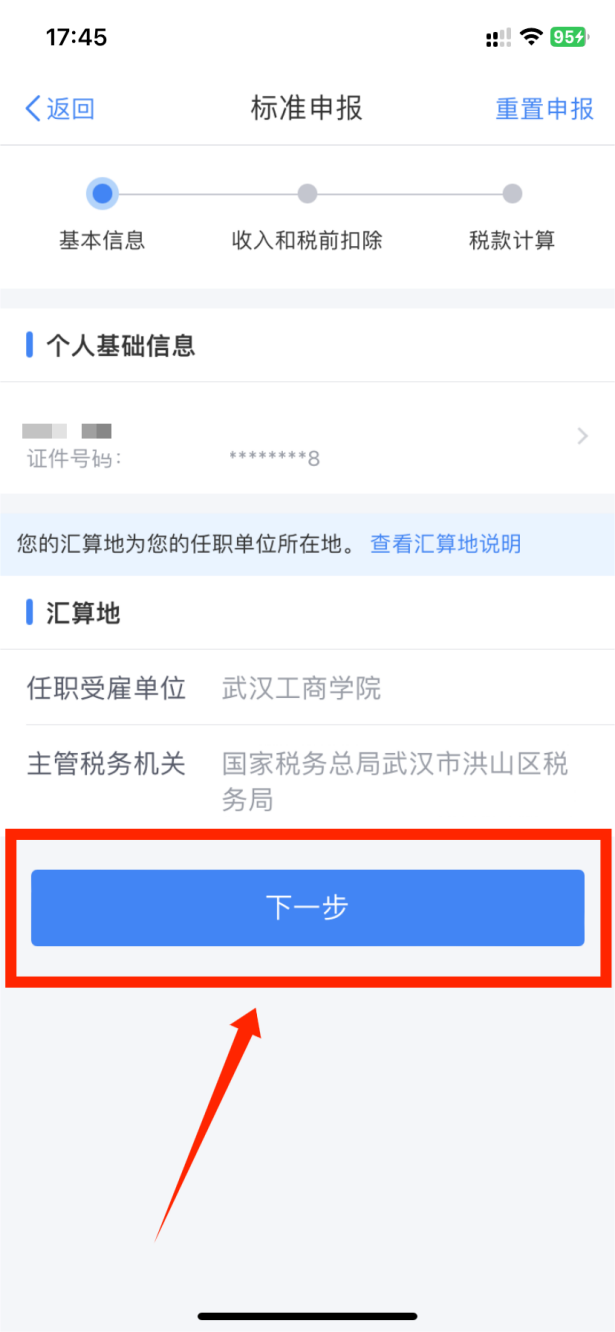 17:45
95
返回
标准申报
重置申报
基本信息
收入和税前扣除
税款计算
个人基础信息
证件号码：
********8
您的汇算地为您的任职单位所在地。 查看汇算地说明
汇算地
任职受雇单位 武汉工商学院
主管税务机关 国家税务总局武汉市洪山区税
务局
下一步